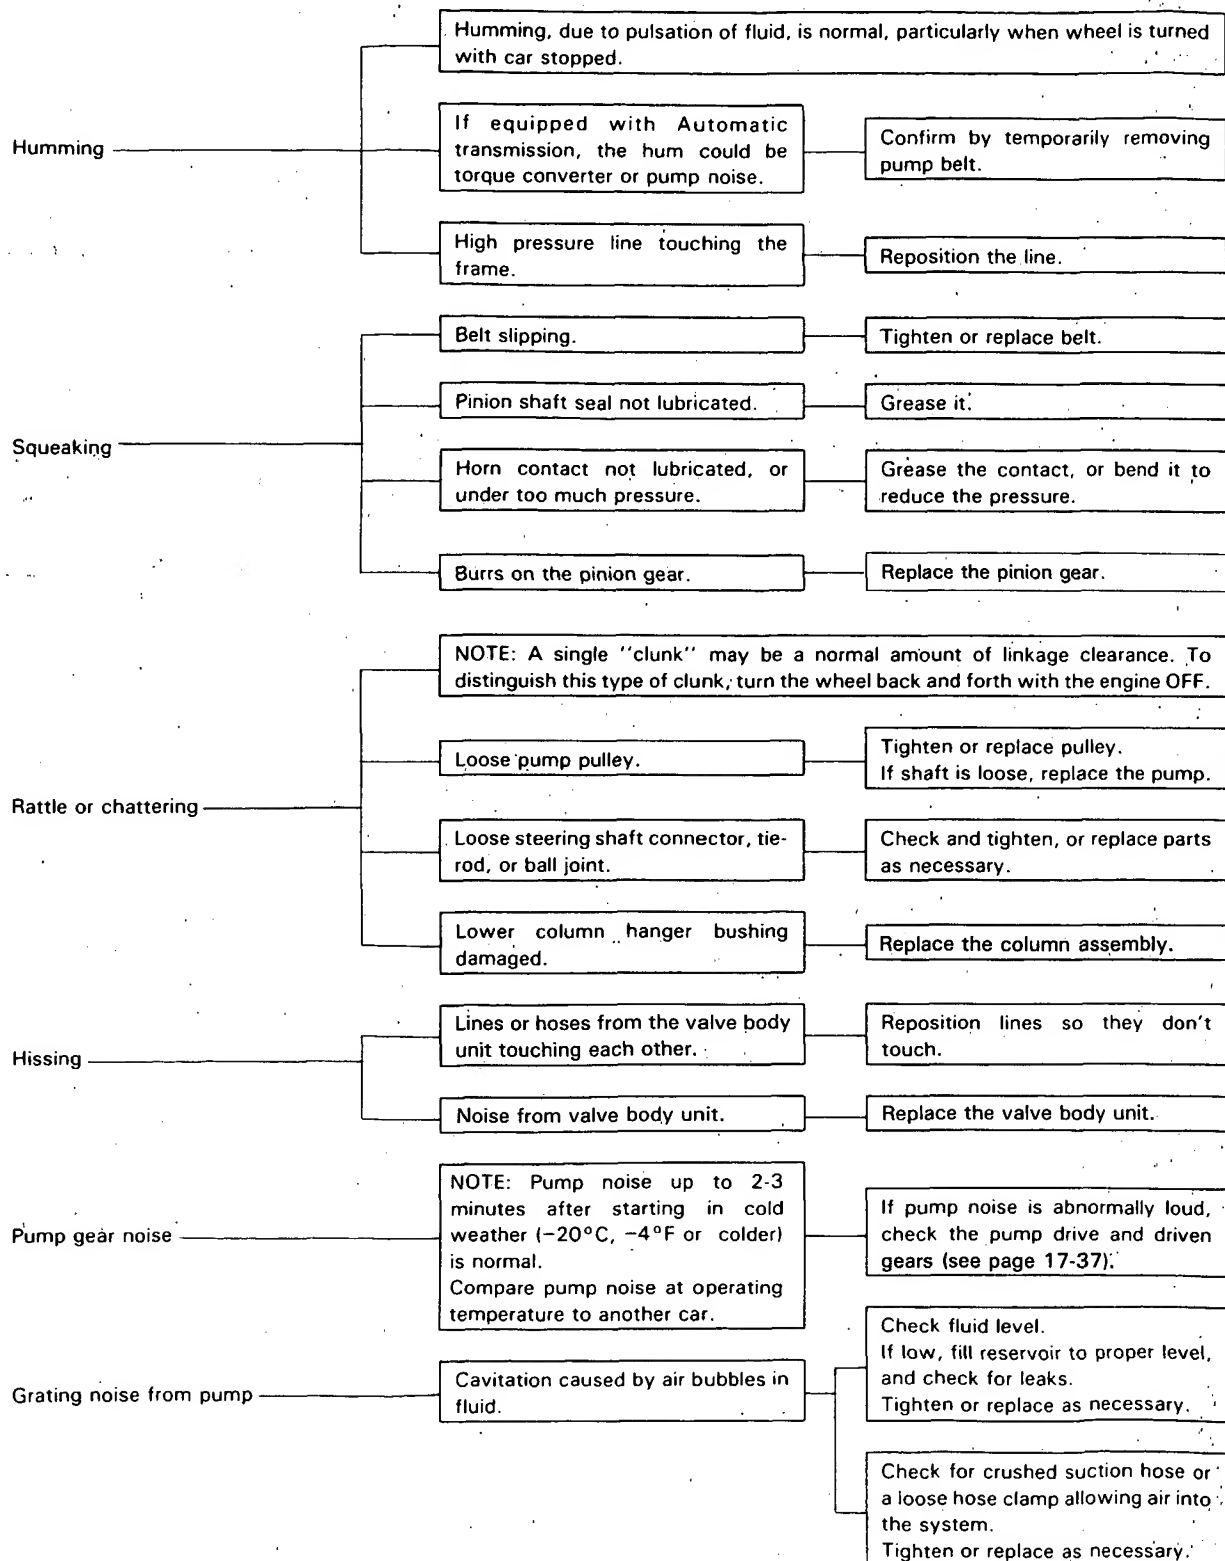 Humming, due to pulsation of fluid, is normal, particularly when wheel is turned
with car stopped.
Humming
If equipped with Automatic
transmission, the hum could be
torque converter or pump noise.
Confirm by temporarily removing
pump belt.
High pressure line touching the
frame.
Reposition the line.
Squeaking
Belt slipping.
Tighten or replace belt.
Pinion shaft seal not lubricated.
Grease it.
Horn contact not lubricated, or
under too much pressure.
Grease the contact, or bend it to
reduce the pressure.
Burrs on the pinion gear.
Replace the pinion gear.
Rattle or chattering
NOTE: A single "clunk" may be a normal amount of linkage clearance. To
distinguish this type of clunk, turn the wheel back and forth with the engine OFF.
Loose pump pulley.
Tighten or replace pulley.
If shaft is loose, replace the pump.
Loose steering shaft connector, tie-
rod, or ball joint.
Check and tighten, or replace parts
as necessary.
Lower column hanger bushing
damaged.
Replace the column assembly.
Hissing
Lines or hoses from the valve body
unit touching each other.
Reposition lines so they don't
touch.
Noise from valve body unit.
Replace the valve body unit.
Pump gear noise
NOTE: Pump noise up to 2-3
minutes after starting in cold
weather (−20°C, −4°F or colder)
is normal.
Compare pump noise at operating
temperature to another car.
If pump noise is abnormally loud,
check the pump drive and driven
gears (see page 17-37).
Grating noise from pump
Cavitation caused by air bubbles in
fluid.
Check fluid level.
If low, fill reservoir to proper level,
and check for leaks.
Tighten or replace as necessary.
Check for crushed suction hose or
a loose hose clamp allowing air into
the system.
Tighten or replace as necessary.